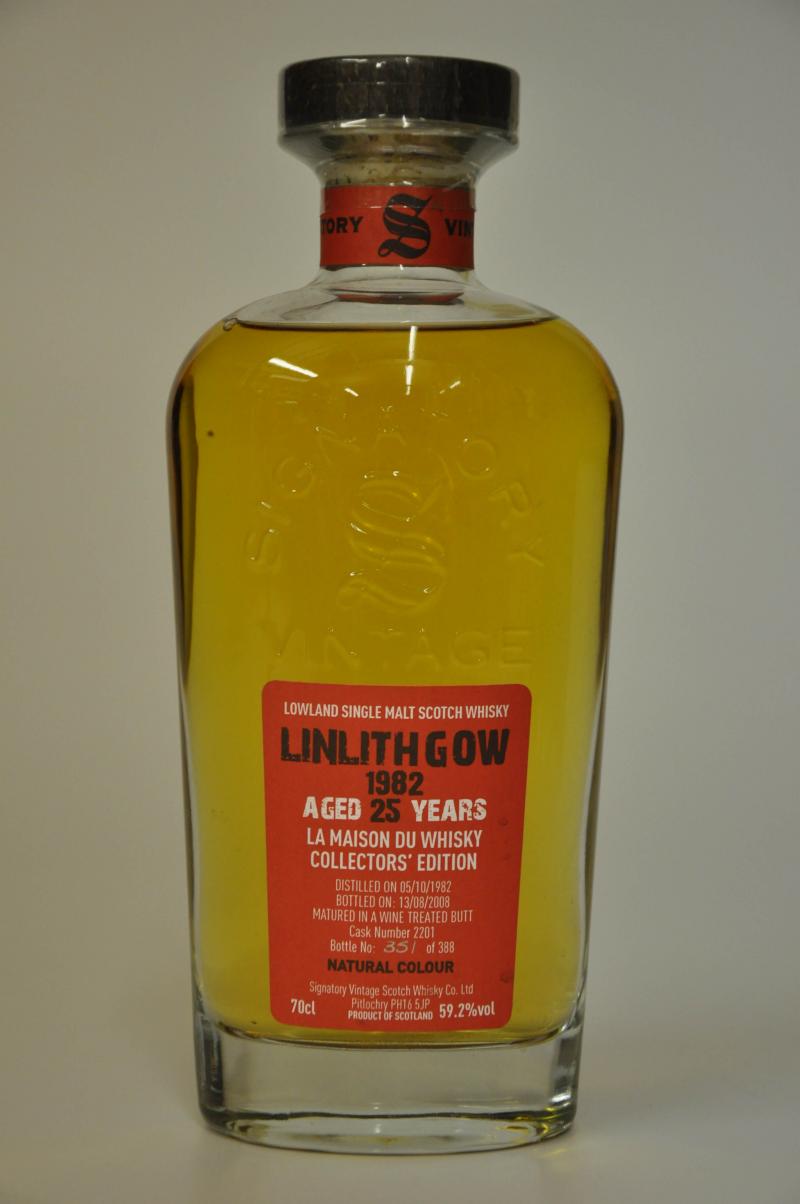 TORY S VIN
SIGNATORY
S
VINTAGE
LOWLAND SINGLE MALT SCOTCH WHISKY
LINLITHGOW
1982
AGED 25 YEARS
LA MAISON DU WHISKY
COLLECTORS' EDITION
DISTILLED ON 05/10/1982
BOTTLED ON: 13/08/2008
MATURED IN A WINE TREATED BUTT
Cask Number 2201
Bottle No: 351 of 388
NATURAL COLOUR
Signatory Vintage Scotch Whisky Co. Ltd
Pitlochry PH16 5JP
70cl PRODUCT OF SCOTLAND 59.2%vol